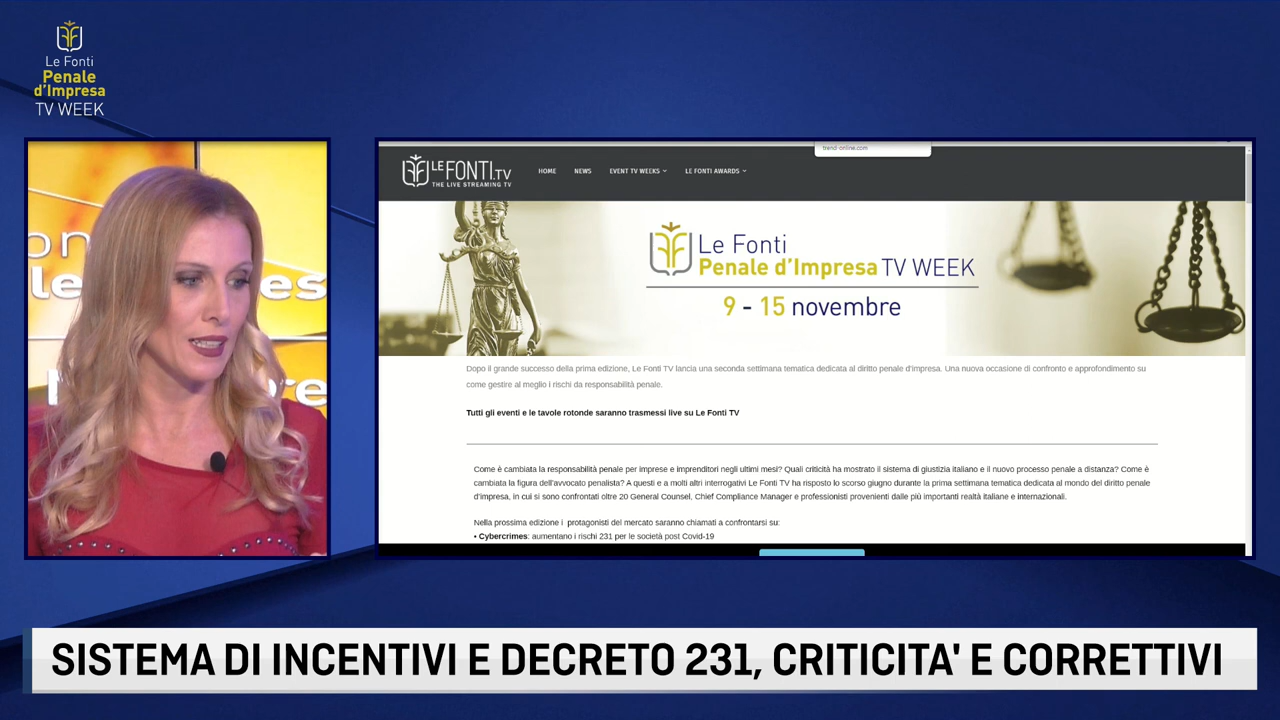 Le Fonti
Penale
d'Impresa
TV WEEK
trend-online.com
LE FONTI.TV
THE LIVE STREAMING TV
HOME NEWS EVENT TV WEEKS LE FONTI AWARDS
Le Fonti
Penale d'Impresa TV WEEK
9 - 15 novembre
Dopo il grande successo della prima edizione, Le Fonti TV lancia una seconda settimana tematica dedicata al diritto penale d'impresa. Una nuova occasione di confronto e approfondimento su
come gestire al meglio i rischi da responsabilità penale.
Tutti gli eventi e le tavole rotonde saranno trasmessi live su Le Fonti TV
Come è cambiata la responsabilità penale per imprese e imprenditori negli ultimi mesi? Quali criticità ha mostrato il sistema di giustizia italiano e il nuovo processo penale a distanza? Come è
cambiata la figura dell'avvocato penalista? A questi e a molti altri interrogativi Le Fonti TV ha risposto lo scorso giugno durante la prima settimana tematica dedicata al mondo del diritto penale
d'impresa, in cui si sono confrontati oltre 20 General Counsel, Chief Compliance Manager e professionisti provenienti dalle più importanti realtà italiane e internazionali.
Nella prossima edizione i protagonisti del mercato saranno chiamati a confrontarsi su:
• Cybercrimes: aumentano i rischi 231 per le società post Covid-19
SISTEMA DI INCENTIVI E DECRETO 231, CRITICITA' E CORRETTIVI